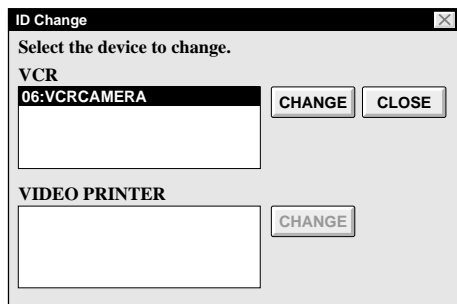 ID Change
Select the device to change.
VCR
06:VCRCAMERA
CHANGE CLOSE
VIDEO PRINTER
CHANGE